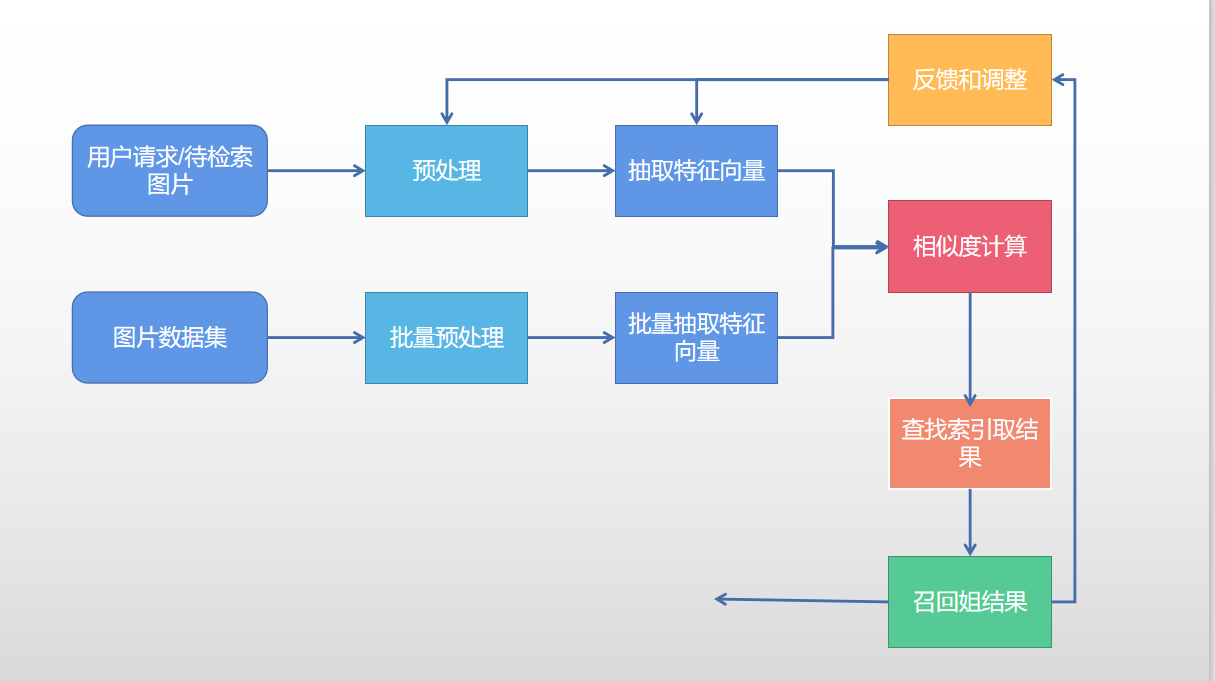 反馈和调整
用户请求/待检索
图片
预处理
抽取特征向量
相似度计算
图片数据集
批量预处理
批量抽取特征
向量
查找索引取结
果
召回姐结果